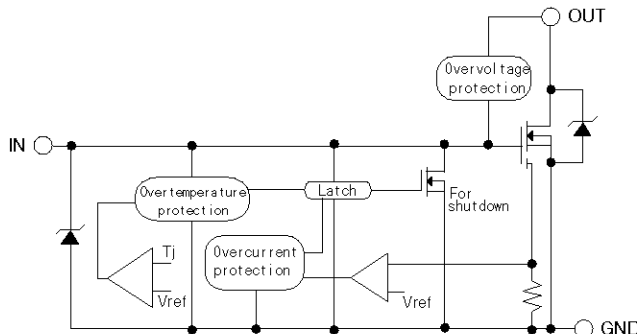 OUT
Overvoltage
protection
IN
Overtemperature
protection
Latch
For
shutdown
Tj
Vref
Overcurrent
protection
Vref
GND